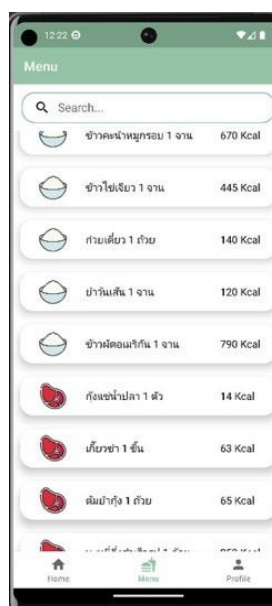 12:22
Menu
Search...
ข้าวคะน้าหมูกรอบ 1 จาน 670 Kcal
ข้าวไข่เจียว 1 จาน 445 Kcal
ก๋วยเตี๋ยว 1 ถ้วย 140 Kcal
ยำวุ้นเส้น 1 จาน 120 Kcal
ข้าวผัดอเมริกัน 1 จาน 790 Kcal
กุ้งแช่น้ำปลา 1 ตัว 14 Kcal
เกี๊ยวซ่า 1 ชิ้น 63 Kcal
ต้มยำกุ้ง 1 ถ้วย 65 Kcal
Home Menu Profile